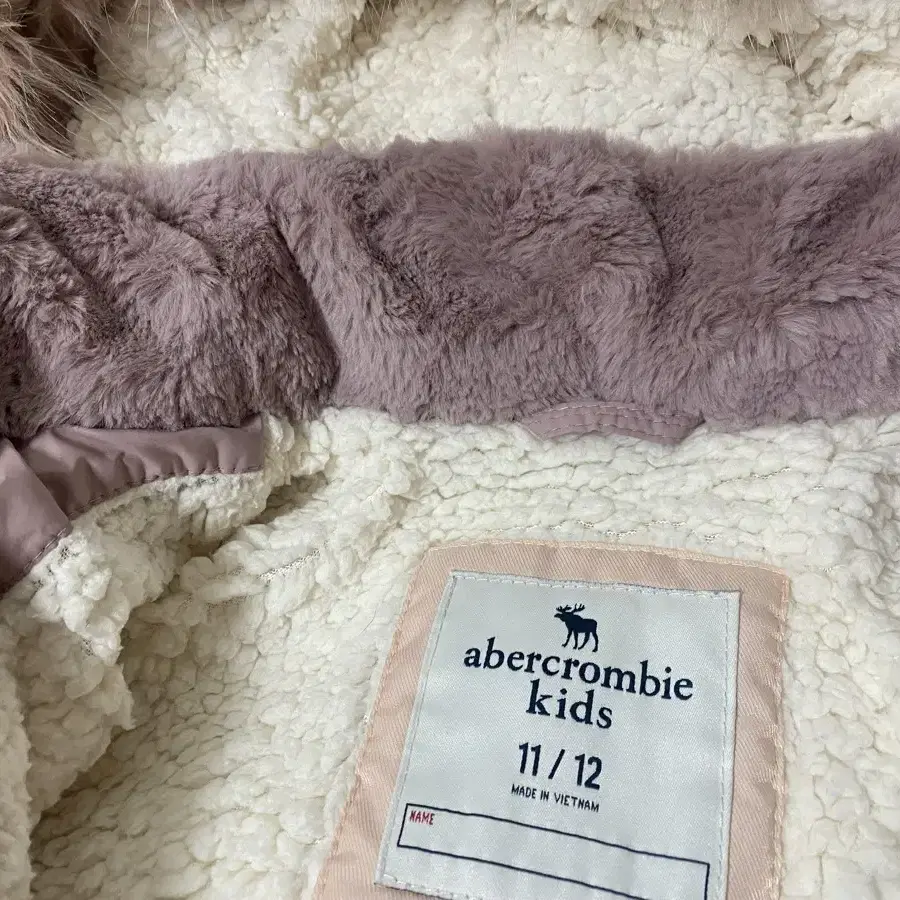 abercrombie
kids
11 / 12
MADE IN VIETNAM
NAME